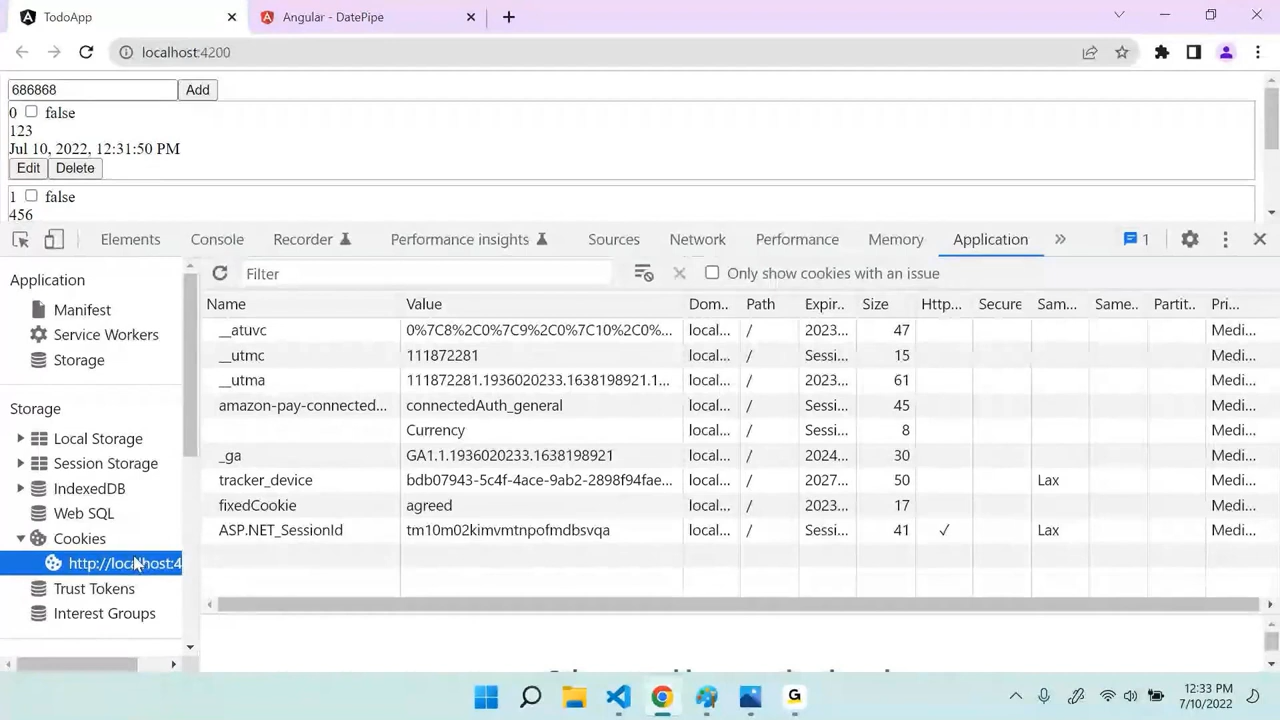 TodoApp
Angular - DatePipe
localhost:4200
686868 Add
0 false
123
Jul 10, 2022, 12:31:50 PM
Edit Delete
1 false
456
Elements Console Recorder Performance insights Sources Network Performance Memory Application 1
Application
Manifest
Service Workers
Storage
Storage
Local Storage
Session Storage
IndexedDB
Web SQL
Cookies
http://localhost:4
Trust Tokens
Interest Groups
Filter Only show cookies with an issue
Name Value Dom.. Path Expir.. Size Http... Secure Sam... Same.. Partit.. Pri...
__atuvc 0%7C8%2C0%7C9%2C0%7C10%2C0%... local... / 2023... 47 Medi...
__utmc 111872281 local... / Sessi... 15 Medi...
__utma 111872281.1936020233.1638198921.1... local... / 2023... 61 Medi...
amazon-pay-connected... connectedAuth_general local... / Sessi... 45 Medi...
Currency local... / Sessi... 8 Medi...
_ga GA1.1.1936020233.1638198921 local... / 2024... 30 Medi...
tracker_device bdb07943-5c4f-4ace-9ab2-2898f94fae... local... / 2027... 50 Lax Medi...
fixedCookie agreed local... / 2023... 17 Medi...
ASP.NET_SessionId tm10m02kimvmtnpofmdbsvqa local... / Sessi... 41 ✓ Lax Medi...
12:33 PM
7/10/2022